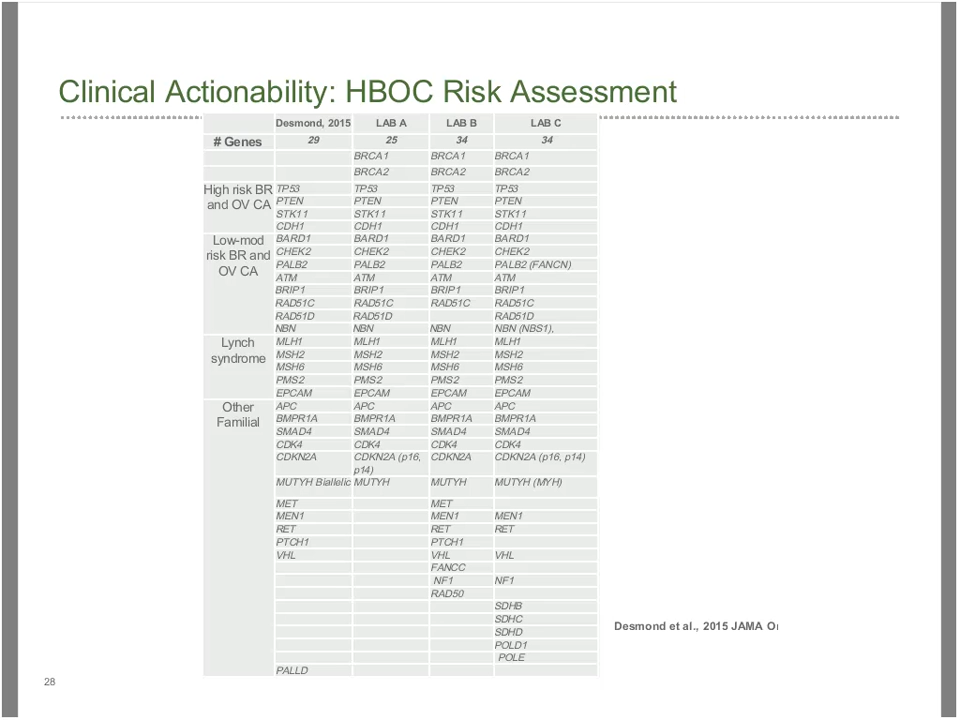 Clinical Actionability: HBOC Risk Assessment
Desmond, 2015 LAB A LAB B LAB C
# Genes 29 25 34 34
BRCA1 BRCA1 BRCA1
BRCA2 BRCA2 BRCA2
High risk BR TP53 TP53 TP53 TP53
and OV CA PTEN PTEN PTEN PTEN
STK11 STK11 STK11 STK11
CDH1 CDH1 CDH1 CDH1
Low-mod BARD1 BARD1 BARD1 BARD1
risk BR and CHEK2 CHEK2 CHEK2 CHEK2
OV CA PALB2 PALB2 PALB2 PALB2 (FANCN)
ATM ATM ATM ATM
BRIP1 BRIP1 BRIP1 BRIP1
RAD51C RAD51C RAD51C RAD51C
RAD51D RAD51D RAD51D
NBN NBN NBN NBN (NBS1),
Lynch MLH1 MLH1 MLH1 MLH1
syndrome MSH2 MSH2 MSH2 MSH2
MSH6 MSH6 MSH6 MSH6
PMS2 PMS2 PMS2 PMS2
EPCAM EPCAM EPCAM EPCAM
Other APC APC APC APC
Familial BMPR1A BMPR1A BMPR1A BMPR1A
SMAD4 SMAD4 SMAD4 SMAD4
CDK4 CDK4 CDK4 CDK4
CDKN2A CDKN2A (p16, CDKN2A CDKN2A (p16, p14)
p14)
MUTYH Biallelic MUTYH MUTYH MUTYH (MYH)
MET MET
MEN1 MEN1 MEN1
RET RET RET
PTCH1 PTCH1
VHL VHL VHL
FANCC
NF1 NF1
RAD50
SDHB
SDHC
SDHD
POLD1
POLE
PALLD
Desmond et al., 2015 JAMA
28